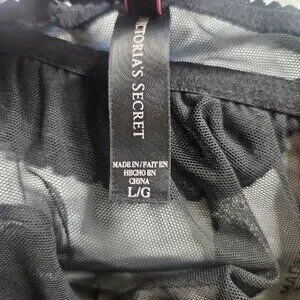 VICTORIA'S SECRET
MADE IN/FAIT EN
HECHO EN
CHINA
L/G